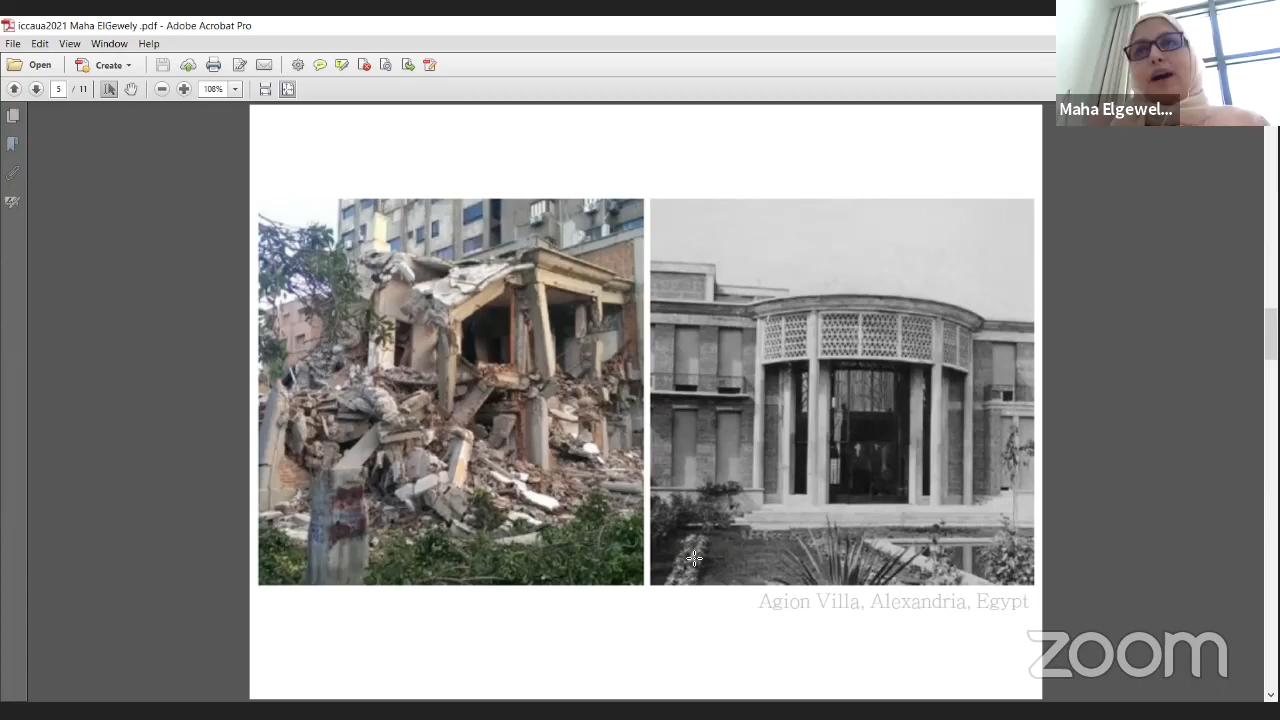 iccaua2021 Maha ElGewely .pdf - Adobe Acrobat Pro
File Edit View Window Help
Open Create
5 / 11 108%
Maha Elgewel...
Agion Villa, Alexandria, Egypt
zoom